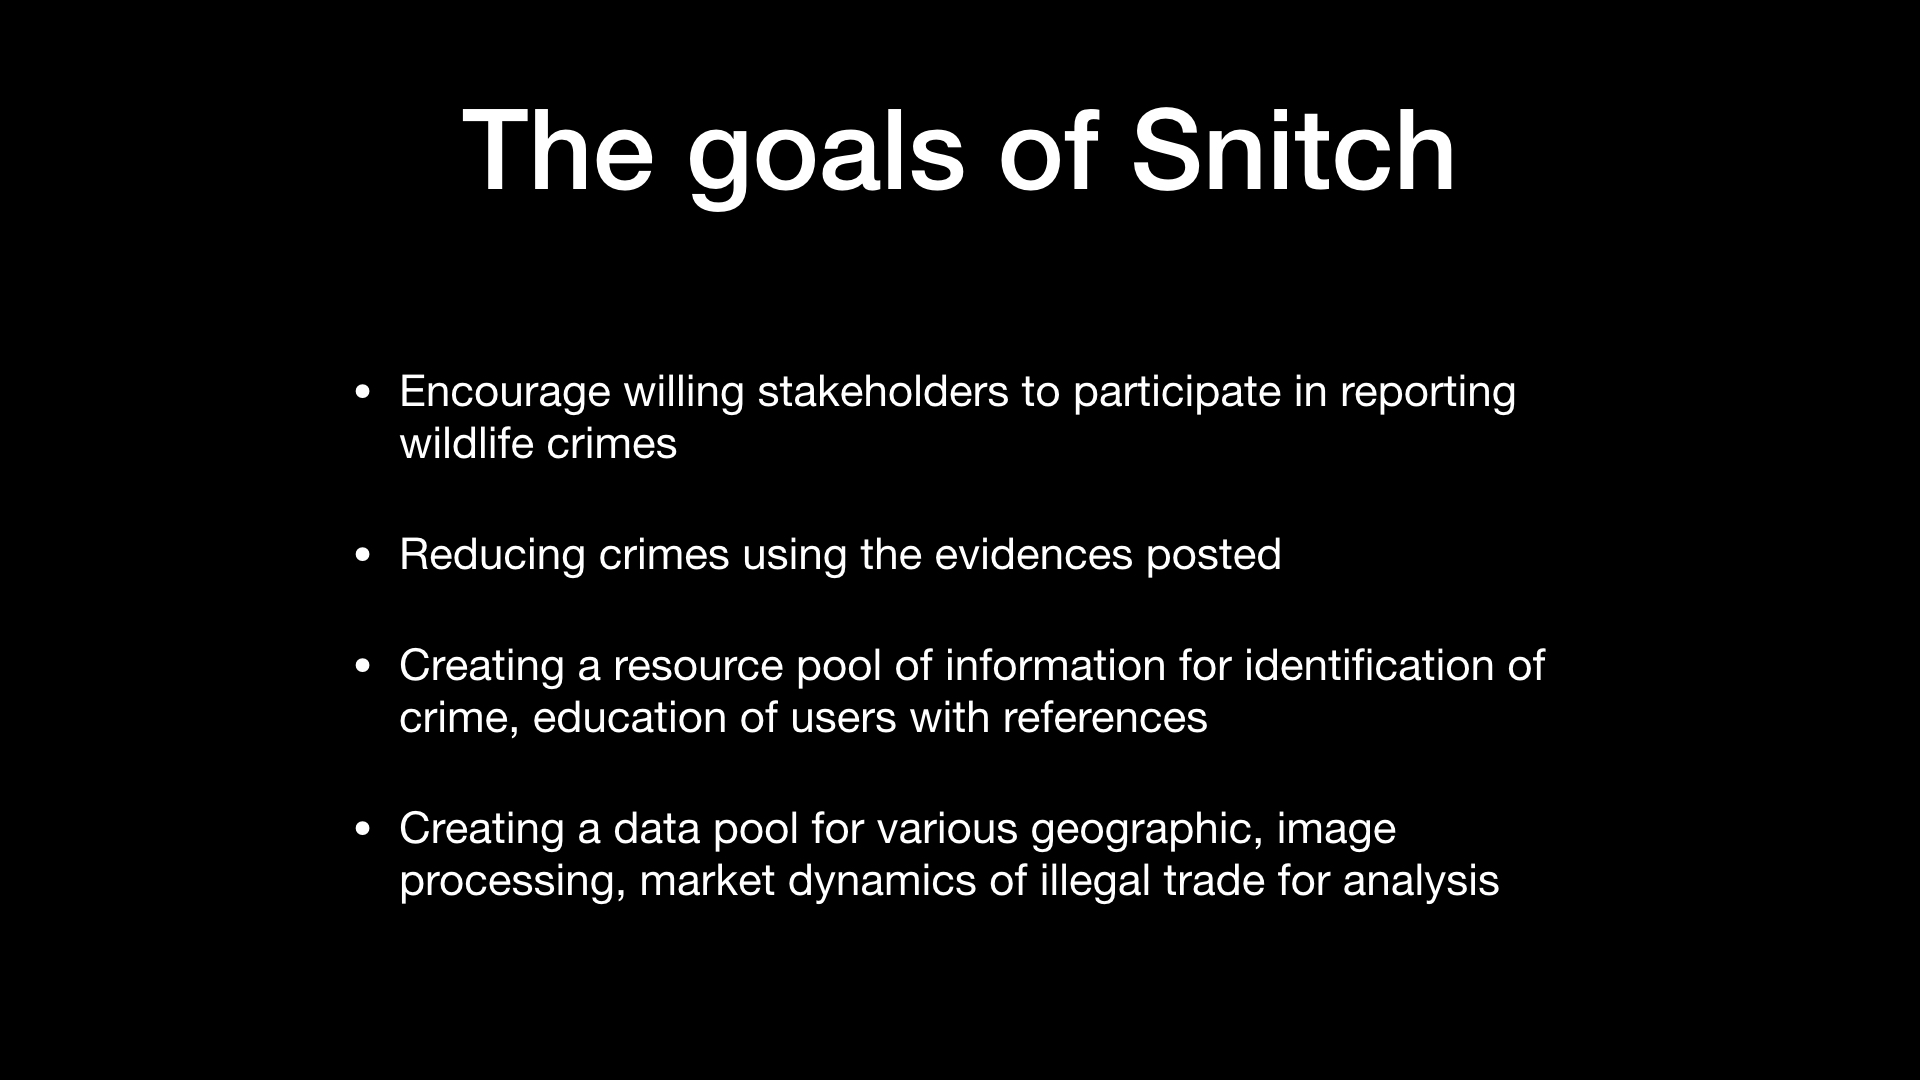 The goals of Snitch
• Encourage willing stakeholders to participate in reporting
wildlife crimes
• Reducing crimes using the evidences posted
• Creating a resource pool of information for identification of
crime, education of users with references
• Creating a data pool for various geographic, image
processing, market dynamics of illegal trade for analysis